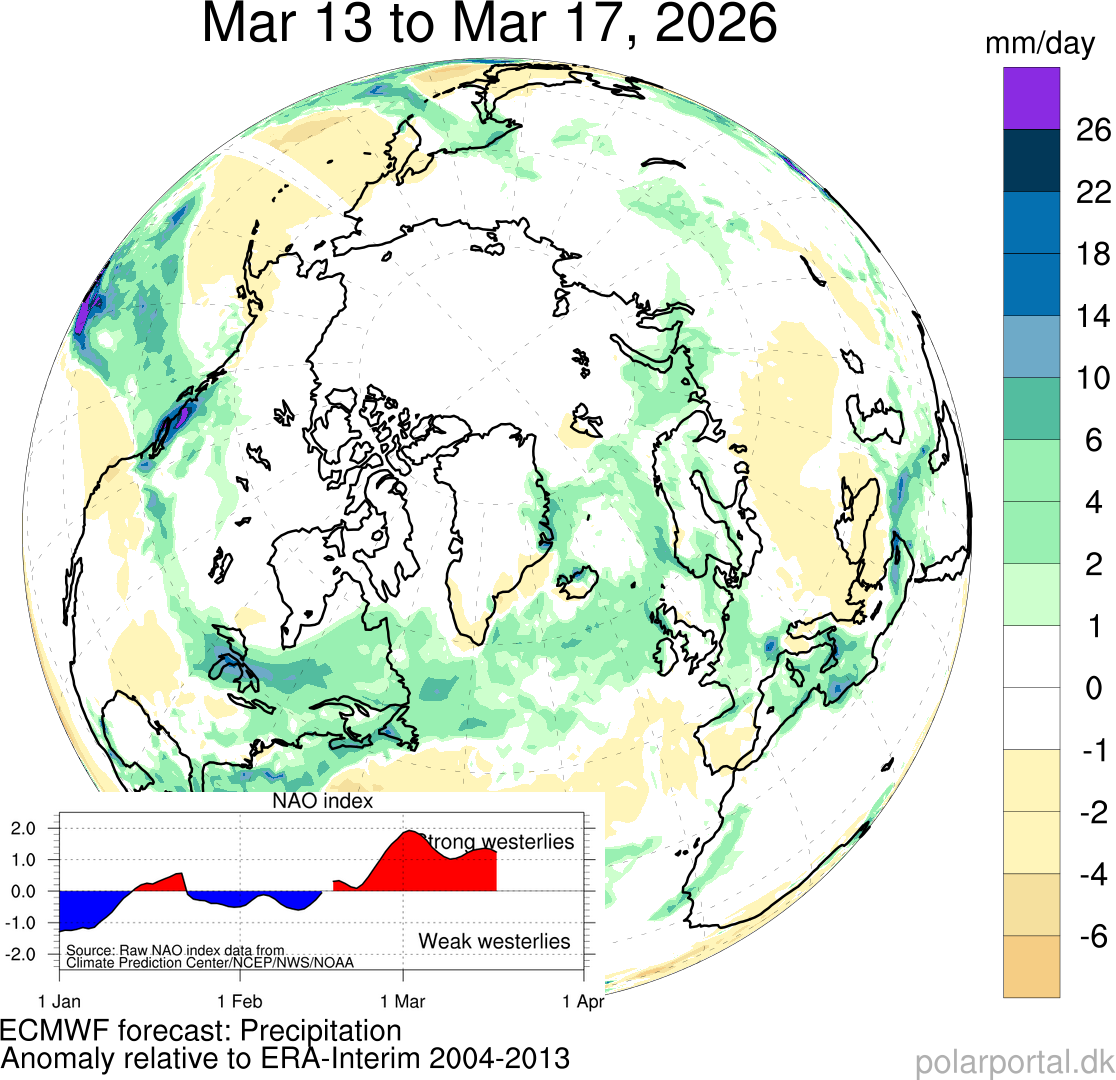 Mar 13 to Mar 17, 2026
mm/day
26
22
18
14
10
6
4
2
1
0
-1
-2
-4
-6
NAO index
2.0
1.0
0.0
-1.0
-2.0
Strong westerlies
Weak westerlies
Source: Raw NAO index data from
Climate Prediction Center/NCEP/NWS/NOAA
1 Jan 1 Feb 1 Mar 1 Apr
ECMWF forecast: Precipitation
Anomaly relative to ERA-Interim 2004-2013
polarportal.dk